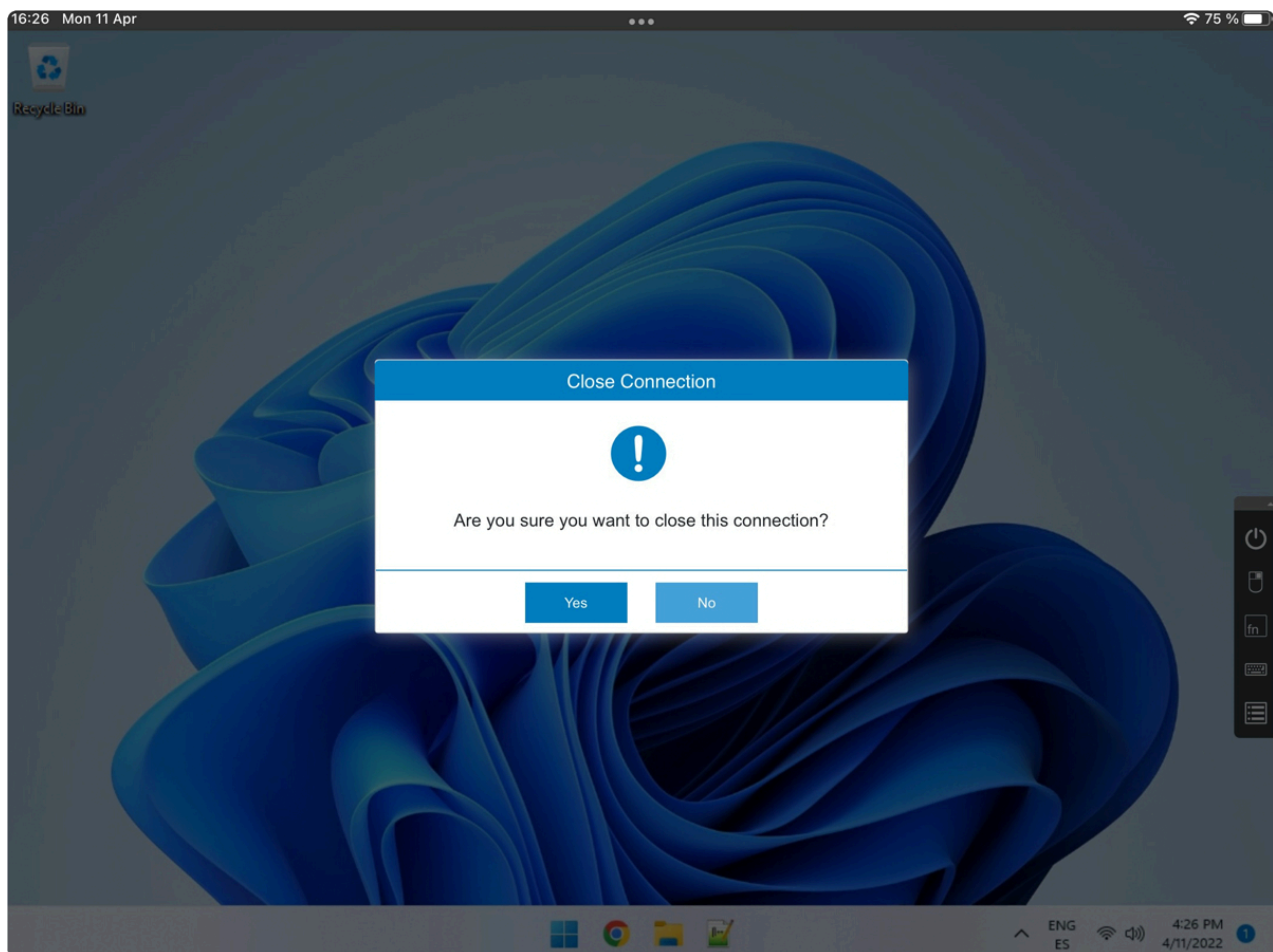 16:26 Mon 11 Apr
75 %
Recycle Bin
Close Connection
Are you sure you want to close this connection?
Yes
No
fn
ENG
ES
4:26 PM
4/11/2022
1